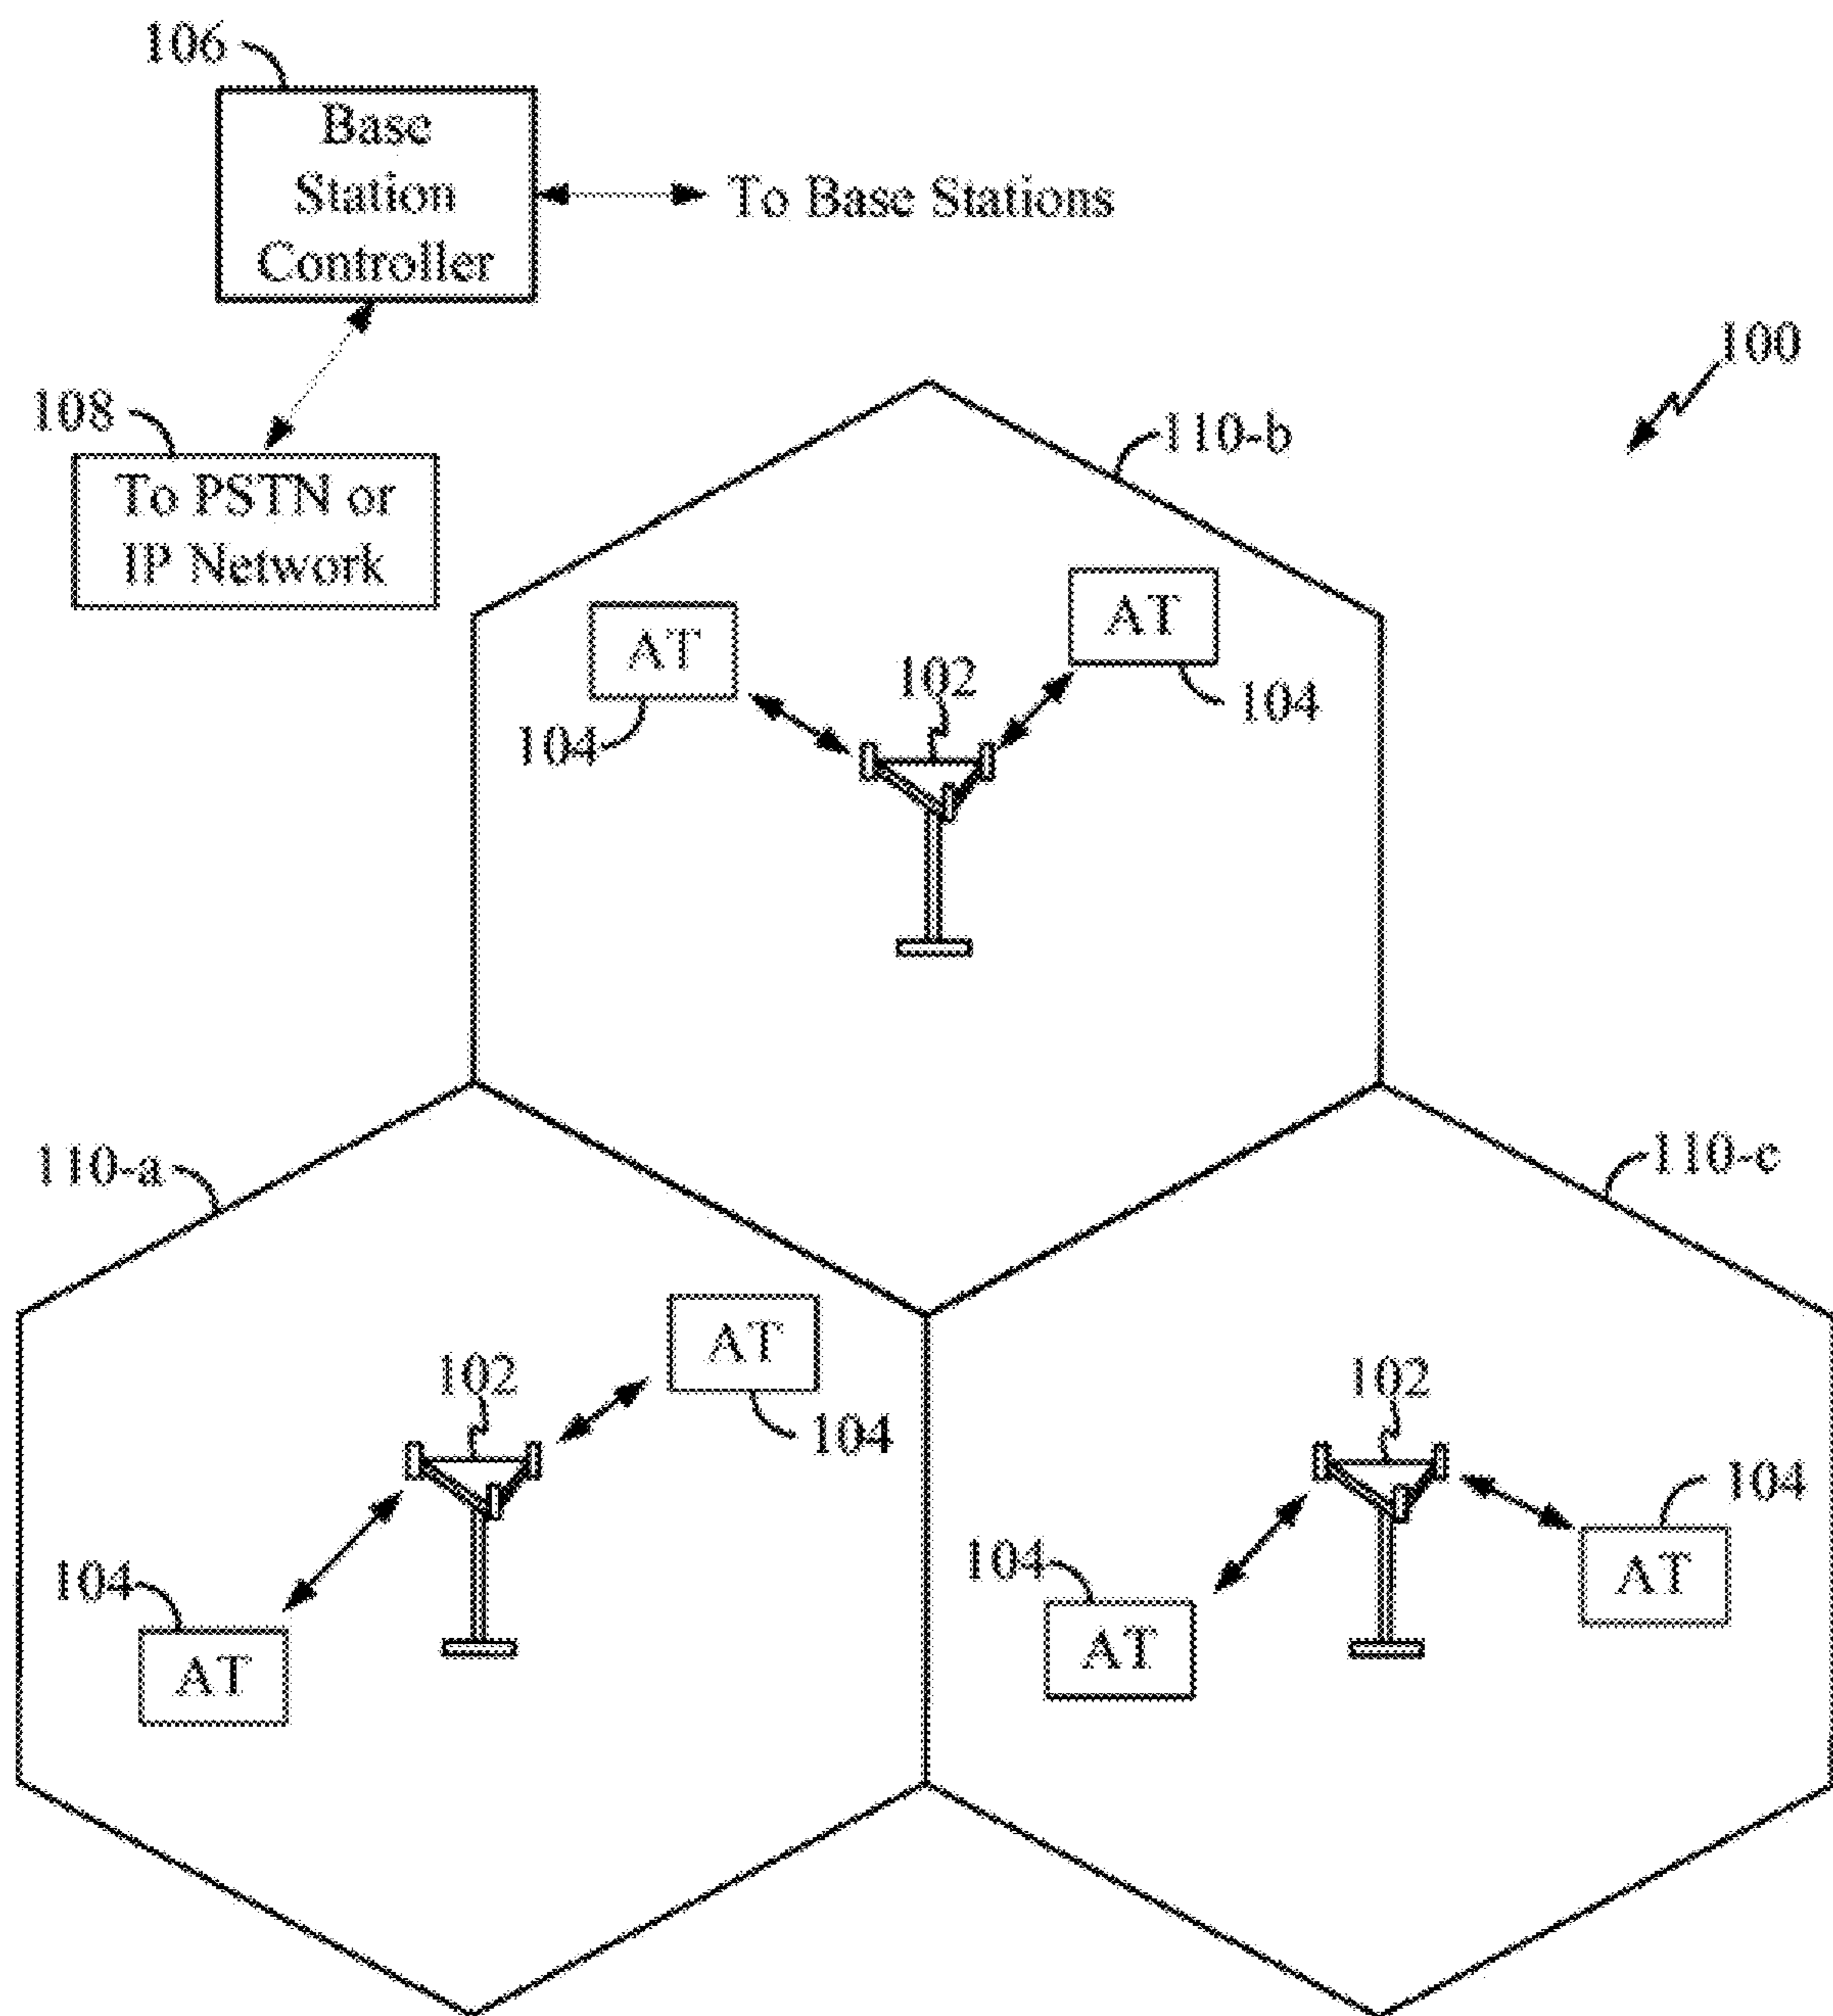 106
Base
Station
Controller
To Base Stations
100
108
To PSTN or
IP Network
110-b
AT
AT
102
104
104
110-a
110-c
AT
102
104
102
104
AT
104
AT
104
AT